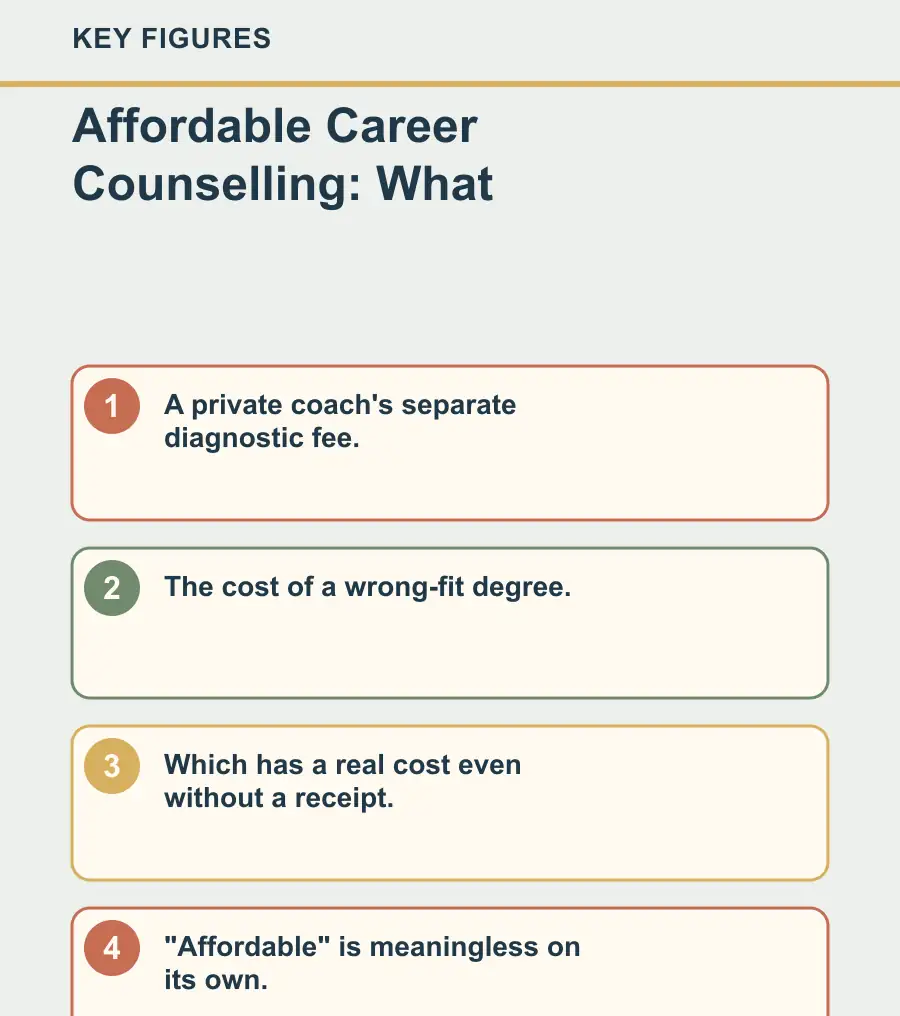 KEY FIGURES
Affordable Career
Counselling: What
1
A private coach's separate
diagnostic fee.
2
The cost of a wrong-fit degree.
3
Which has a real cost even
without a receipt.
4
"Affordable" is meaningless on
its own.